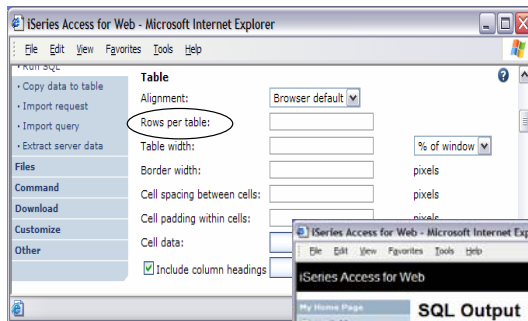 iSeries Access for Web - Microsoft Internet Explorer
File Edit View Favorites Tools Help
• Run SQL
• Copy data to table
• Import request
• Import query
• Extract server data
Files
Command
Download
Customize
Other
Table
Alignment: Browser default
Rows per table:
Table width: % of window
Border width: pixels
Cell spacing between cells: pixels
Cell padding within cells: pixels
Cell data:
Include column headings
iSeries Access for Web - Microsoft Internet Exp
File Edit View Favorites Tools Help
iSeries Access for Web
My Home Page
SQL Output